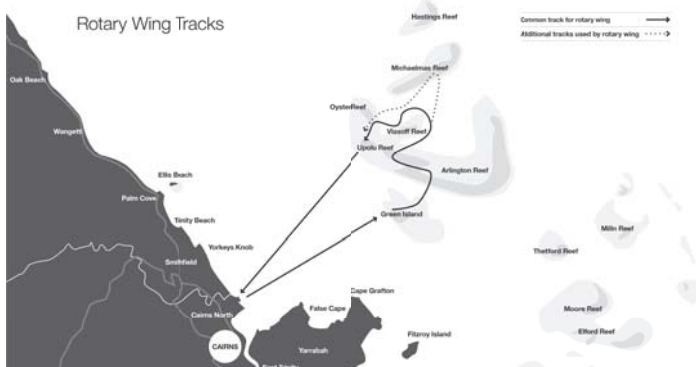 Rotary Wing Tracks
Common track for rotary wing
Additional tracks used by rotary wing
Hastings Reef
Michaelmas Reef
Oak Beach
OysterReef
Wangetti
Vlasoff Reef
Upolu Reef
Arlington Reef
Ellis Beach
Palm Cove
Green Island
Trinity Beach
Milln Reef
Yorkeys Knob
Thetford Reef
Smithfield
Cape Grafton
False Cape
Moore Reef
Cairns North
Fitzroy Island
Elford Reef
CAIRNS
Yarrabah
East Trinity